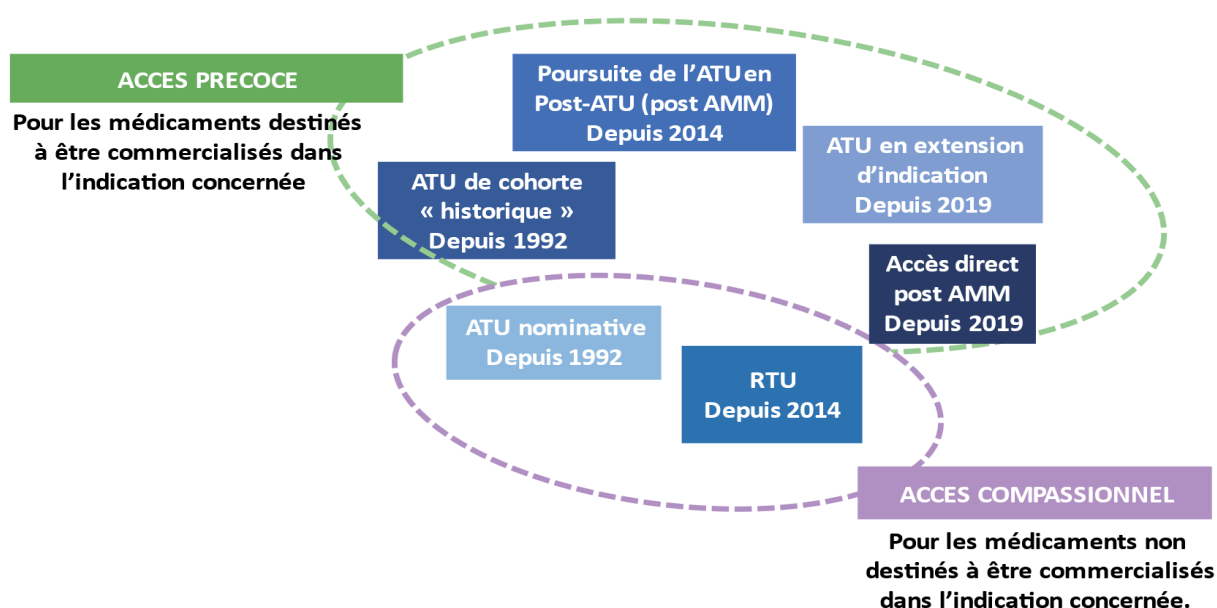 ACCES PRECOCE
Pour les médicaments destinés
à être commercialisés dans
l'indication concernée
Poursuite de l'ATU en
Post-ATU (post AMM)
Depuis 2014
ATU en extension
d'indication
Depuis 2019
ATU de cohorte
« historique »
Depuis 1992
Accès direct
post AMM
Depuis 2019
ATU nominative
Depuis 1992
RTU
Depuis 2014
ACCES COMPASSIONNEL
Pour les médicaments non
destinés à être commercialisés
dans l'indication concernée.